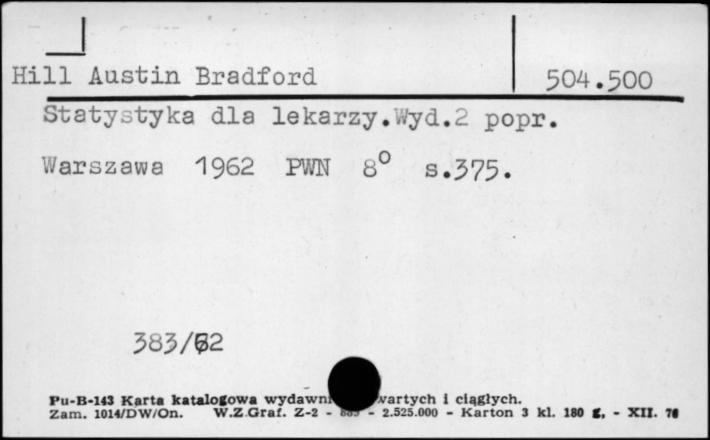 Hill Austin Bradford 504.500
Statystyka dla lekarzy.Wyd.2 popr.
Warszawa 1962 PWN 8° s.375.
383/62
Pu-B-143 Karta katalogowa wydawni wartych i ciągłych.
Zam. 1014/DW/On. W.Z.Graf. Z-2 - - 2.525.000 - Karton 3 kl. 180 g, - XII.